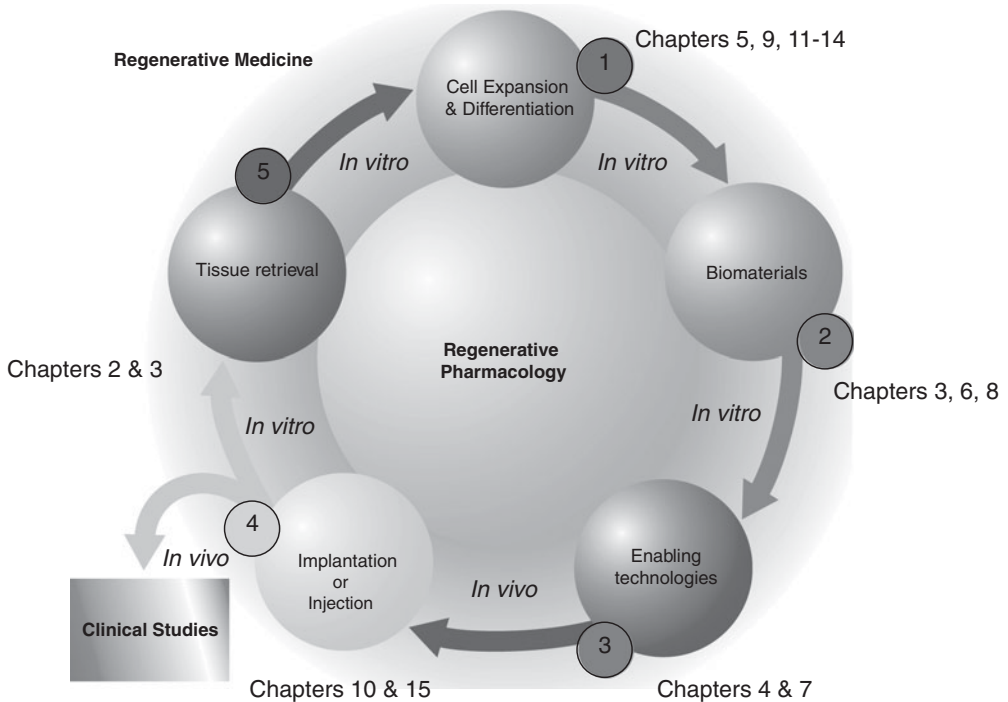 Regenerative Medicine
Chapters 5, 9, 11-14
1
Cell Expansion
& Differentiation
In vitro
In vitro
5
Tissue retrieval
Biomaterials
2
Chapters 2 & 3
Regenerative
Pharmacology
Chapters 3, 6, 8
In vitro
In vitro
4
In vivo
Implantation
or
Injection
In vivo
Enabling
technologies
3
Clinical Studies
Chapters 10 & 15
Chapters 4 & 7